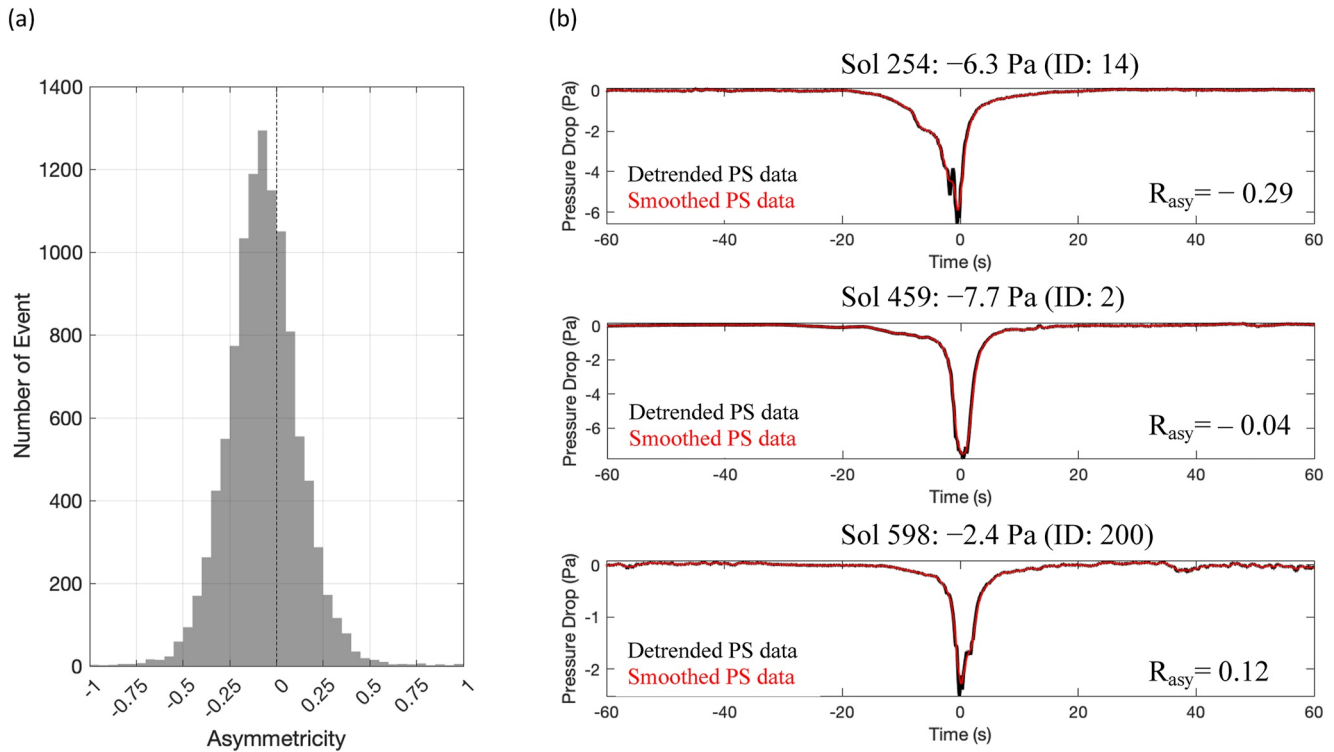 (a)
1400
1200
1000
800
600
400
200
0
Number of Event
-1
-0.75
-0.5
-0.25
0
0.25
0.5
0.75
1
Asymmetricity
(b)
Sol 254: −6.3 Pa (ID: 14)
Pressure Drop (Pa)
0
-2
-4
-6
Detrended PS data
Smoothed PS data
Rasy= − 0.29
-60
-40
-20
0
20
40
60
Time (s)
Sol 459: −7.7 Pa (ID: 2)
Pressure Drop (Pa)
0
-2
-4
-6
Detrended PS data
Smoothed PS data
Rasy= – 0.04
-60
-40
-20
0
20
40
60
Time (s)
Sol 598: −2.4 Pa (ID: 200)
Pressure Drop (Pa)
0
-1
-2
Detrended PS data
Smoothed PS data
Rasy= 0.12
-60
-40
-20
0
20
40
60
Time (s)